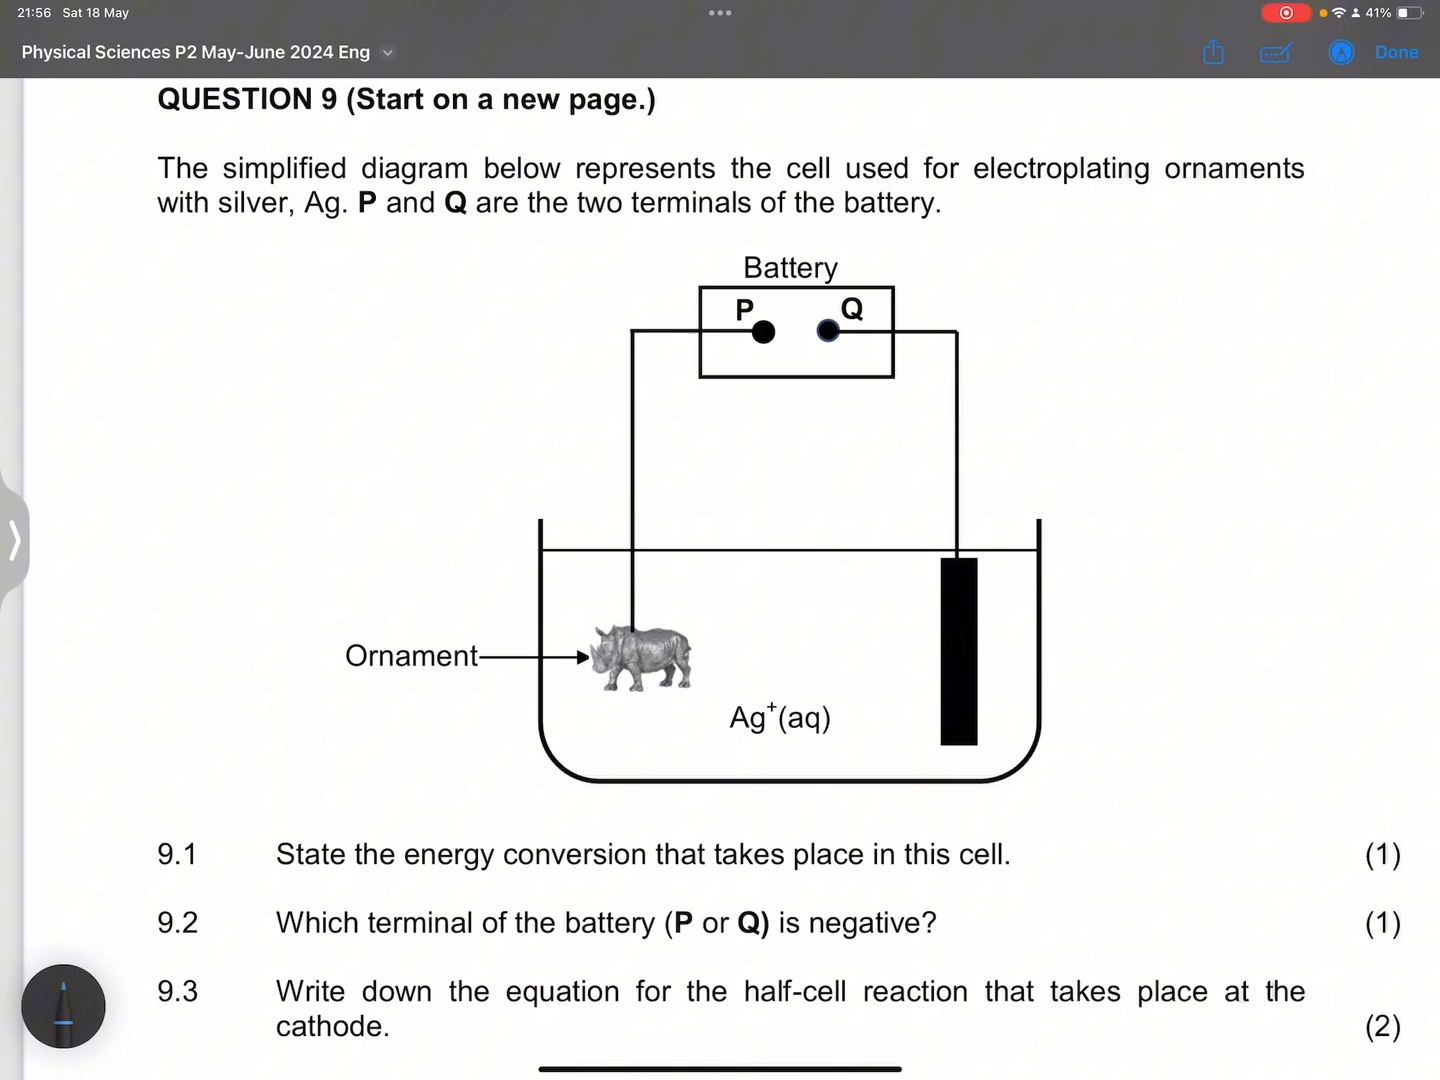 21:56 Sat 18 May
41%
Physical Sciences P2 May-June 2024 Eng
Done
QUESTION 9 (Start on a new page.)
The simplified diagram below represents the cell used for electroplating ornaments
with silver, Ag. P and Q are the two terminals of the battery.
Battery
P Q
Ornament
Ag⁺(aq)
9.1 State the energy conversion that takes place in this cell. (1)
9.2 Which terminal of the battery (P or Q) is negative? (1)
9.3 Write down the equation for the half-cell reaction that takes place at the
cathode. (2)